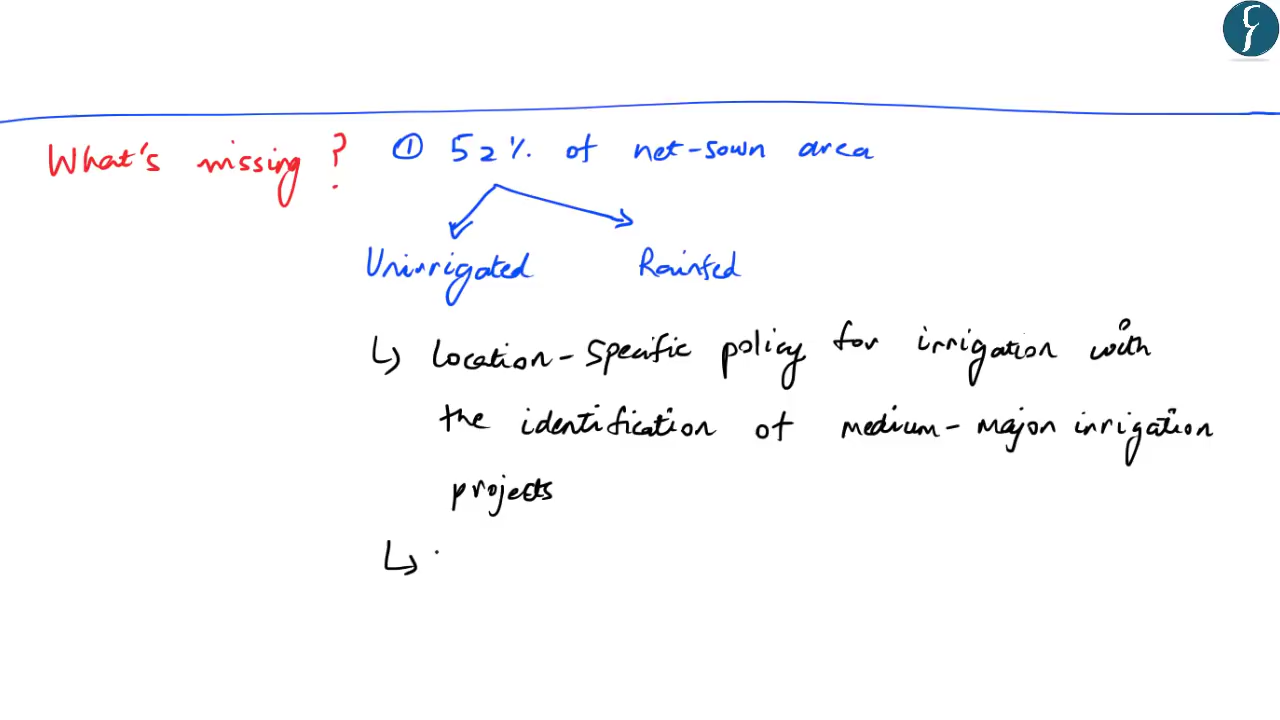 What's missing? ① 52% of net-sown area
Unirrigated Rainfed
↳ Location-specific policy for irrigation with
the identification of medium-major irrigation
projects
↳